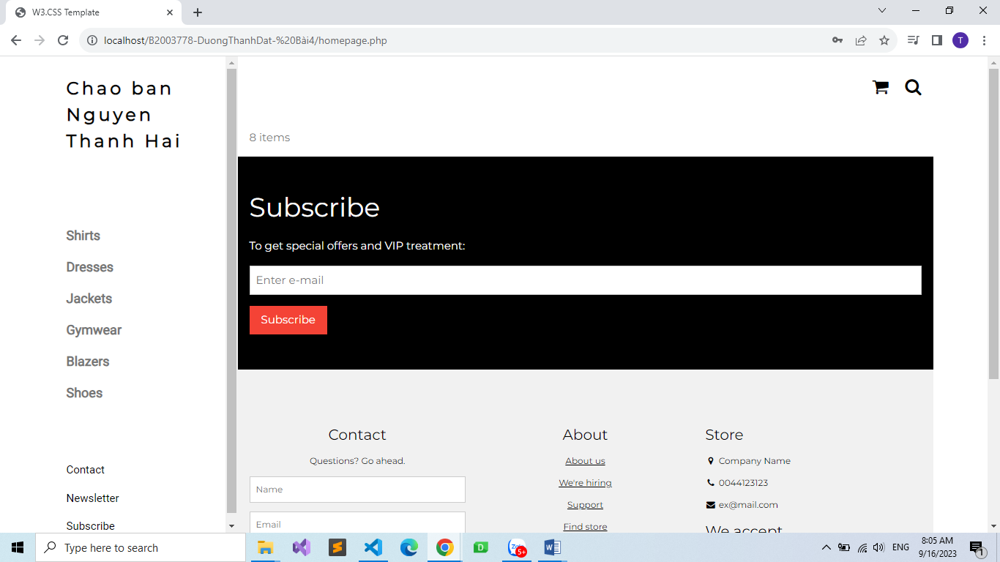 W3.CSS Template
localhost/B2003778-DuongThanhDat-%20Bài4/homepage.php
T
Chao ban
Nguyen
Thanh Hai
Shirts
Dresses
Jackets
Gymwear
Blazers
Shoes
Contact
Newsletter
Subscribe
8 items
Subscribe
To get special offers and VIP treatment:
Enter e-mail
Subscribe
Contact
Questions? Go ahead.
Name
Email
About
About us
We're hiring
Support
Find store
Store
Company Name
0044123123
ex@mail.com
We accept
Type here to search
D
Zalo
5+
W
ENG
8:05 AM
9/16/2023
1